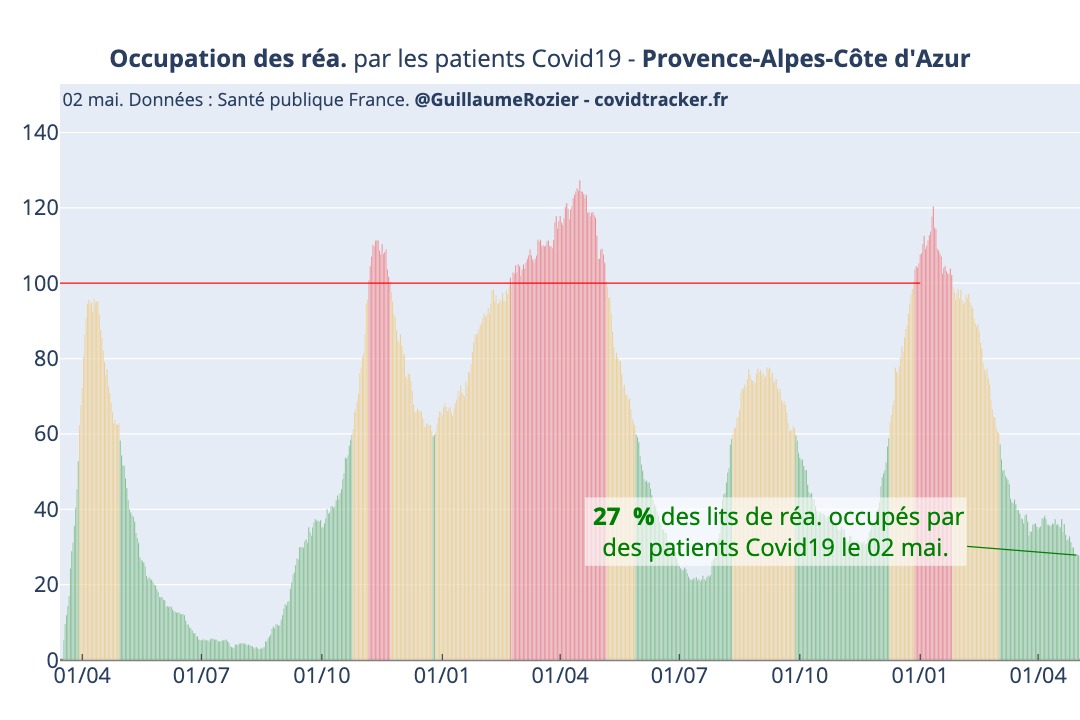 Occupation des réa. par les patients Covid19 - Provence-Alpes-Côte d'Azur
02 mai. Données : Santé publique France. @GuillaumeRozier - covidtracker.fr
140
120
100
80
60
40
20
0
27 % des lits de réa. occupés par
des patients Covid19 le 02 mai.
01/04 01/07 01/10 01/01 01/04 01/07 01/10 01/01 01/04